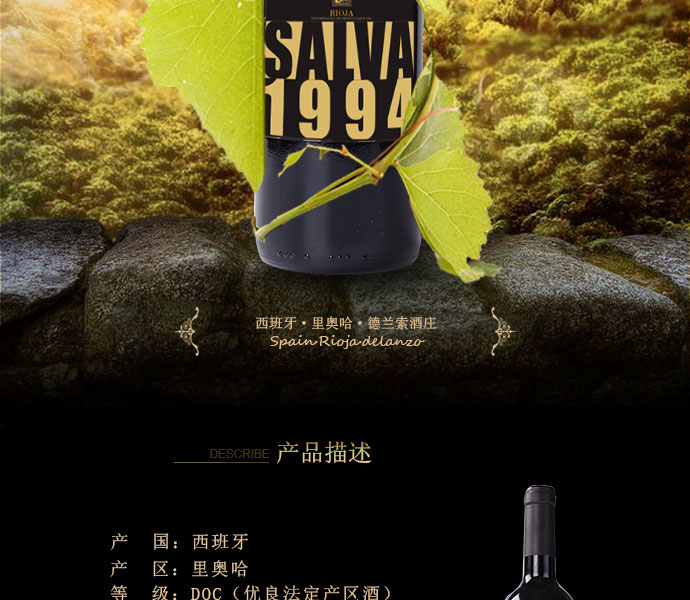 RIOJA
SALVA
1994
西班牙·里奥哈·德兰索酒庄
Spain Rioja delanzo
DESCRIBE 产品描述
产 国：西班牙
产 区：里奥哈
等 级：DOC（优良法定产区酒）